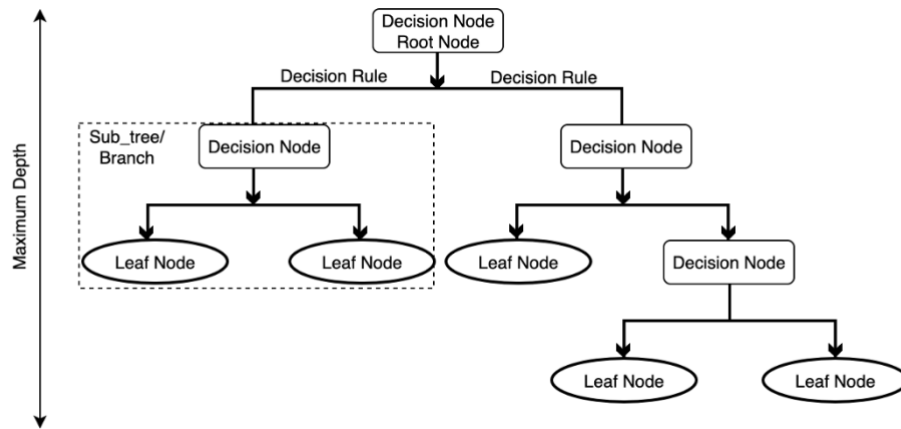 Decision Node
Root Node
Decision Rule
Decision Rule
Sub_tree/
Branch
Decision Node
Decision Node
Maximum Depth
Leaf Node
Leaf Node
Leaf Node
Decision Node
Leaf Node
Leaf Node